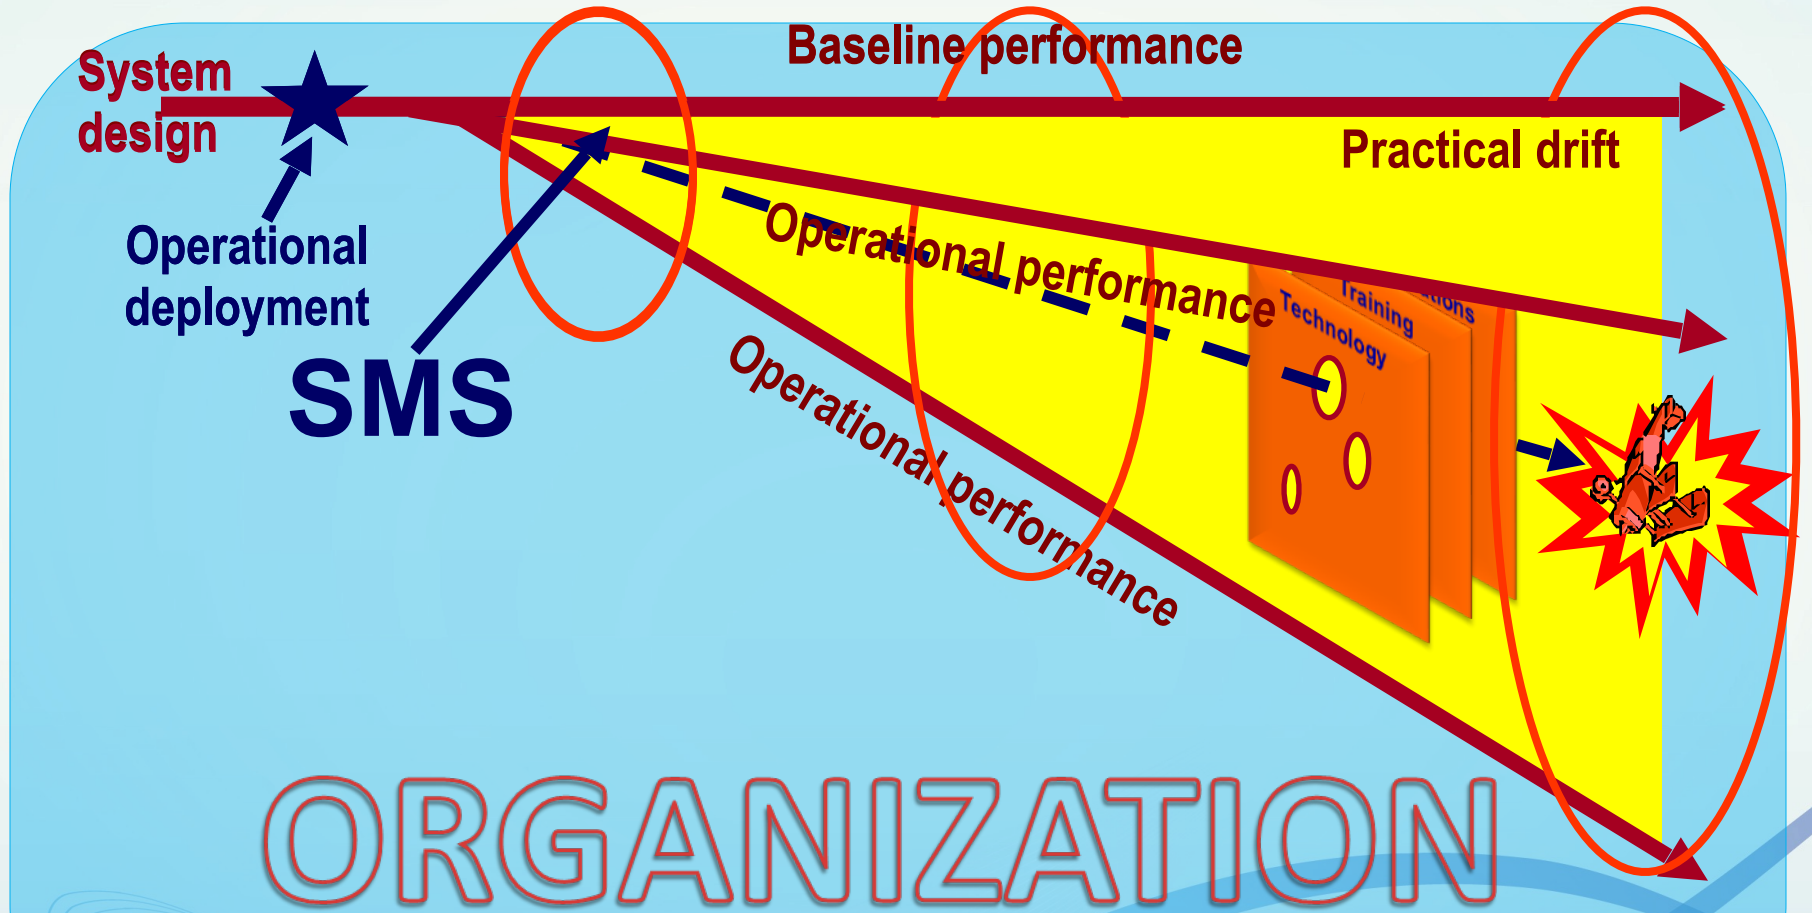 Baseline performance
System
design
Practical drift
Operational
deployment
SMS
Operational performance
Operational performance
Technology
Training
ORGANIZATION